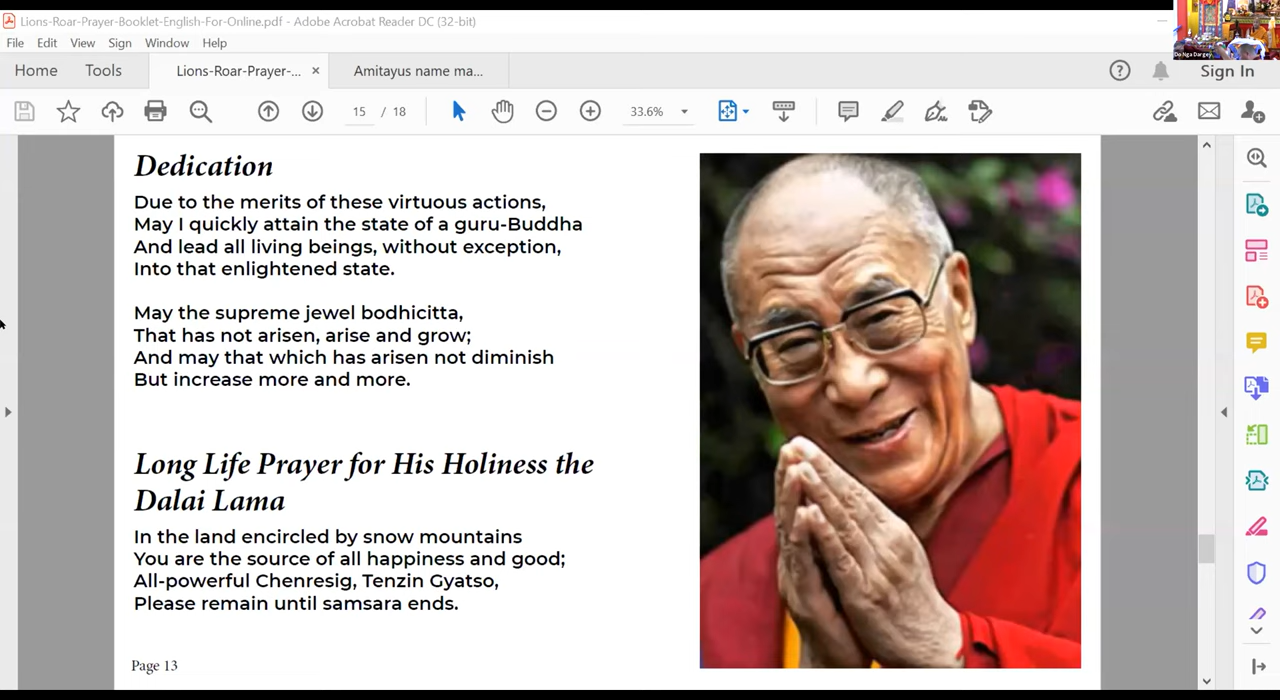 Lions-Roar-Prayer-Booklet-English-For-Online.pdf - Adobe Acrobat Reader DC (32-bit)
File Edit View Sign Window Help
Home Tools Lions-Roar-Prayer-... × Amitayus name ma... Sign In
15 / 18 33.6%
Dedication
Due to the merits of these virtuous actions,
May I quickly attain the state of a guru-Buddha
And lead all living beings, without exception,
Into that enlightened state.
May the supreme jewel bodhicitta,
That has not arisen, arise and grow;
And may that which has arisen not diminish
But increase more and more.
Long Life Prayer for His Holiness the
Dalai Lama
In the land encircled by snow mountains
You are the source of all happiness and good;
All-powerful Chenresig, Tenzin Gyatso,
Please remain until samsara ends.
Page 13